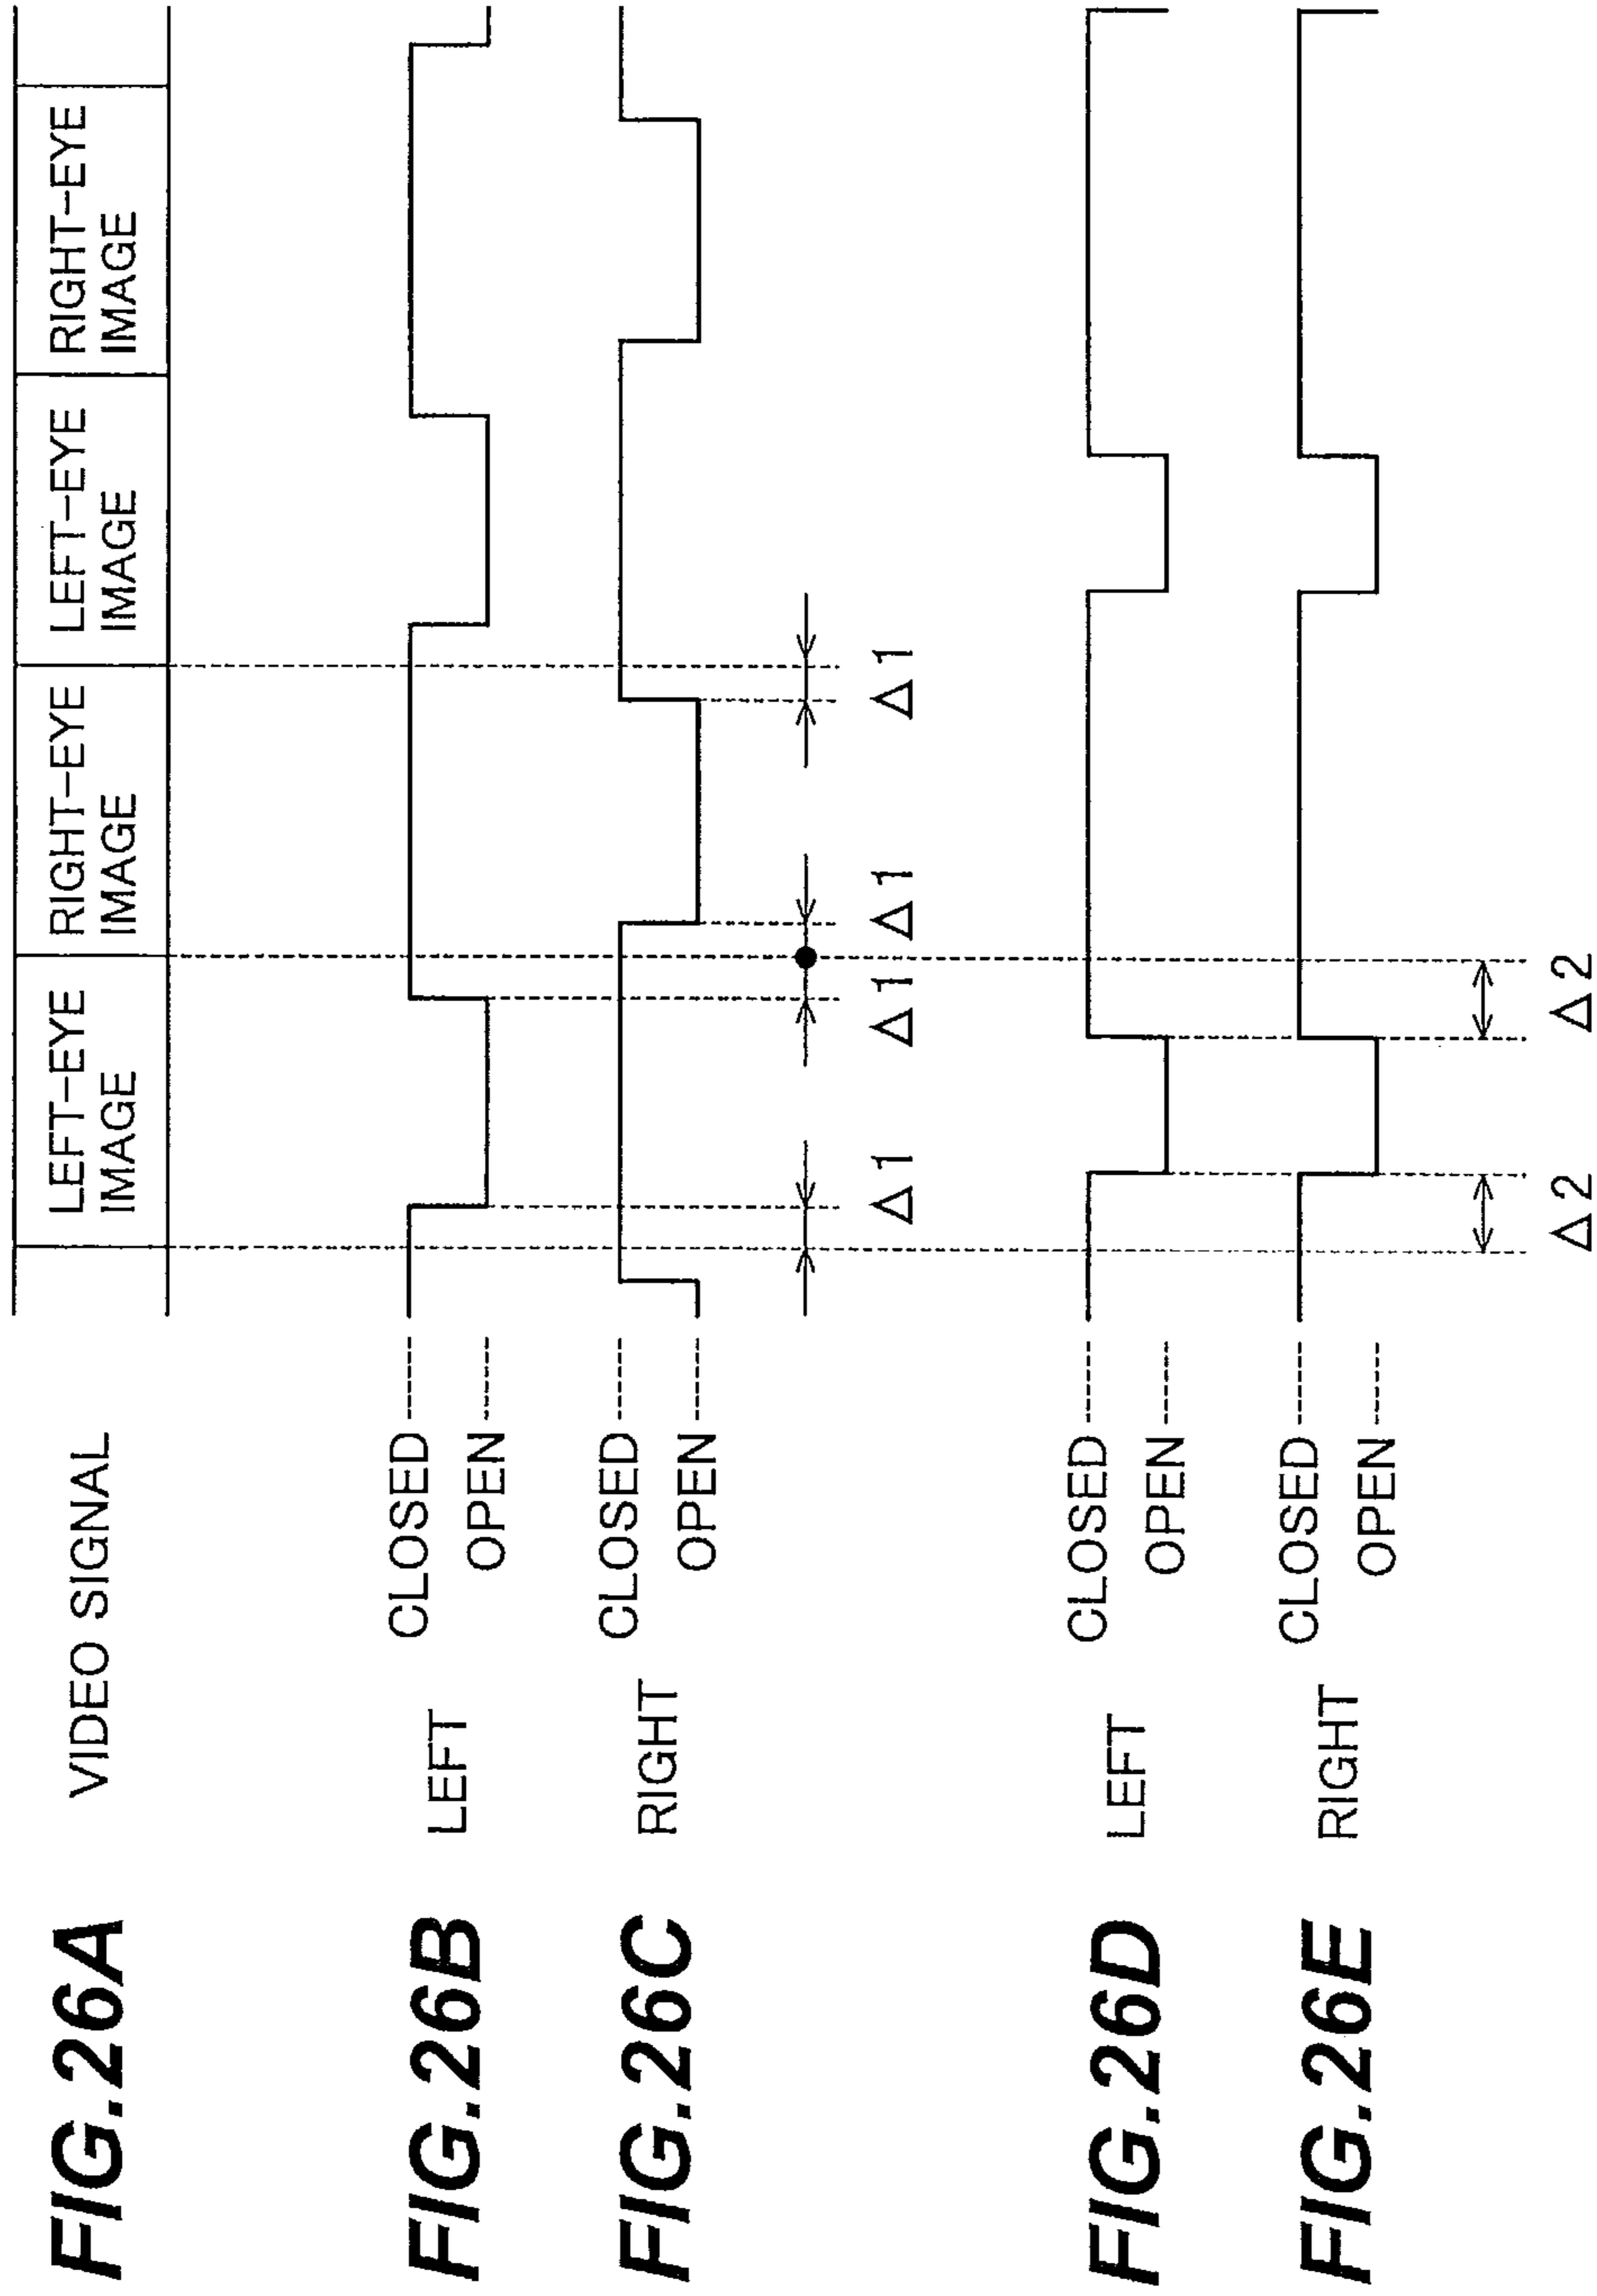 FIG.26A
VIDEO SIGNAL
LEFT-EYE
IMAGE
RIGHT-EYE
IMAGE
LEFT-EYE
IMAGE
RIGHT-EYE
IMAGE
FIG.26B
LEFT
CLOSED
OPEN
FIG.26C
RIGHT
CLOSED
OPEN
Δ1
Δ1
Δ1
Δ1
FIG.26D
LEFT
CLOSED
OPEN
FIG.26E
RIGHT
CLOSED
OPEN
Δ2
Δ2